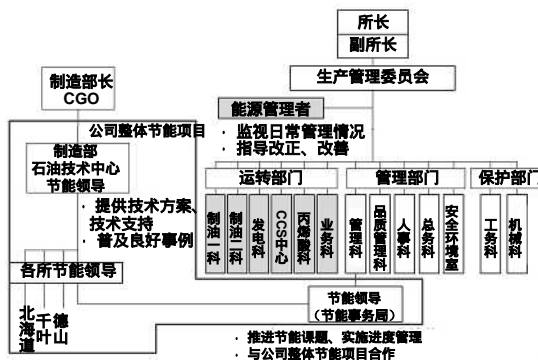 所长
副所长
生产管理委员会
制造部长
CGO
能源管理者
公司整体节能项目
· 监视日常管理情况
· 指导改正、改善
制造部
石油技术中心
节能领导
· 提供技术方案、
技术支持
· 普及良好事例
运转部门
管理部门
保护部门
制油一科
制油二科
发电科
CCS中心
丙烯酸科
业务科
管理科
品质管理科
人事科
总务科
安全环境室
工务科
机械科
各所节能领导
北海道
千叶
德山
节能领导
（节能事务局）
· 推进节能课题、实施进度管理
· 与公司整体节能项目合作